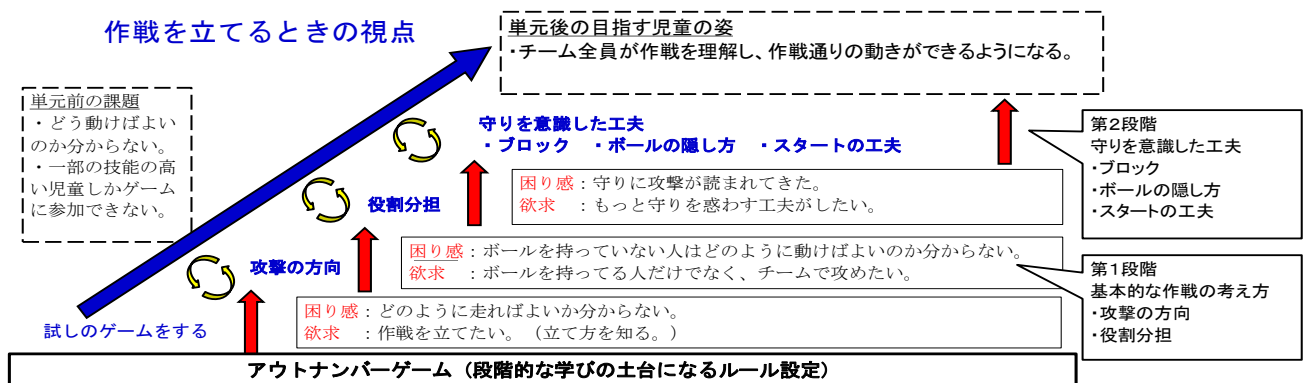 作戦を立てるときの視点
単元後の目指す児童の姿
・チーム全員が作戦を理解し、作戦通りの動きができるようになる。
単元前の課題
・どう動けばよい
のか分からない。
・一部の技能の高
い児童しかゲーム
に参加できない。
守りを意識した工夫
・ブロック ・ボールの隠し方 ・スタートの工夫
第2段階
守りを意識した工夫
・ブロック
・ボールの隠し方
・スタートの工夫
困り感：守りに攻撃が読まれてきた。
欲求 ：もっと守りを惑わす工夫がしたい。
役割分担
困り感：ボールを持っていない人はどのように動けばよいのか分からない。
欲求 ：ボールを持ってる人だけでなく、チームで攻めたい。
攻撃の方向
第1段階
基本的な作戦の考え方
・攻撃の方向
・役割分担
困り感：どのように走ればよいか分からない。
欲求 ：作戦を立てたい。（立て方を知る。）
試しのゲームをする
アウトナンバーゲーム（段階的な学びの土台になるルール設定）